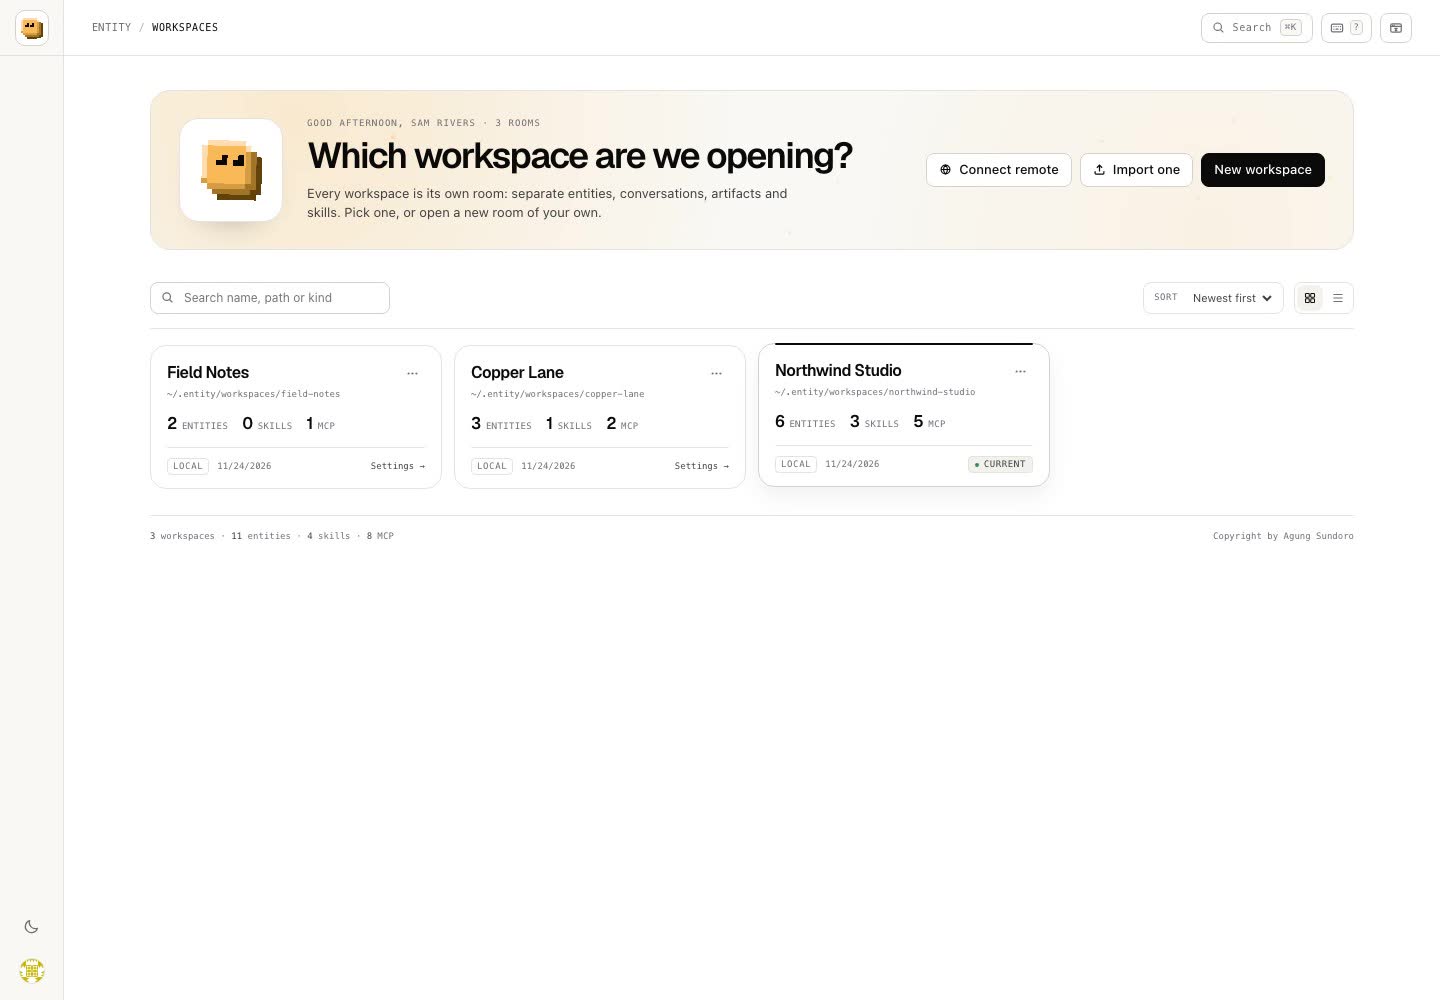 ENTITY / WORKSPACES
Search ⌘K
?
GOOD AFTERNOON, SAM RIVERS · 3 ROOMS
Which workspace are we opening?
Every workspace is its own room: separate entities, conversations, artifacts and
skills. Pick one, or open a new room of your own.
Connect remote
Import one
New workspace
Search name, path or kind
SORT Newest first
Field Notes
~/.entity/workspaces/field-notes
2 ENTITIES 0 SKILLS 1 MCP
LOCAL 11/24/2026 Settings →
Copper Lane
~/.entity/workspaces/copper-lane
3 ENTITIES 1 SKILLS 2 MCP
LOCAL 11/24/2026 Settings →
Northwind Studio
~/.entity/workspaces/northwind-studio
6 ENTITIES 3 SKILLS 5 MCP
LOCAL 11/24/2026 CURRENT
3 workspaces · 11 entities · 4 skills · 8 MCP
Copyright by Agung Sundoro